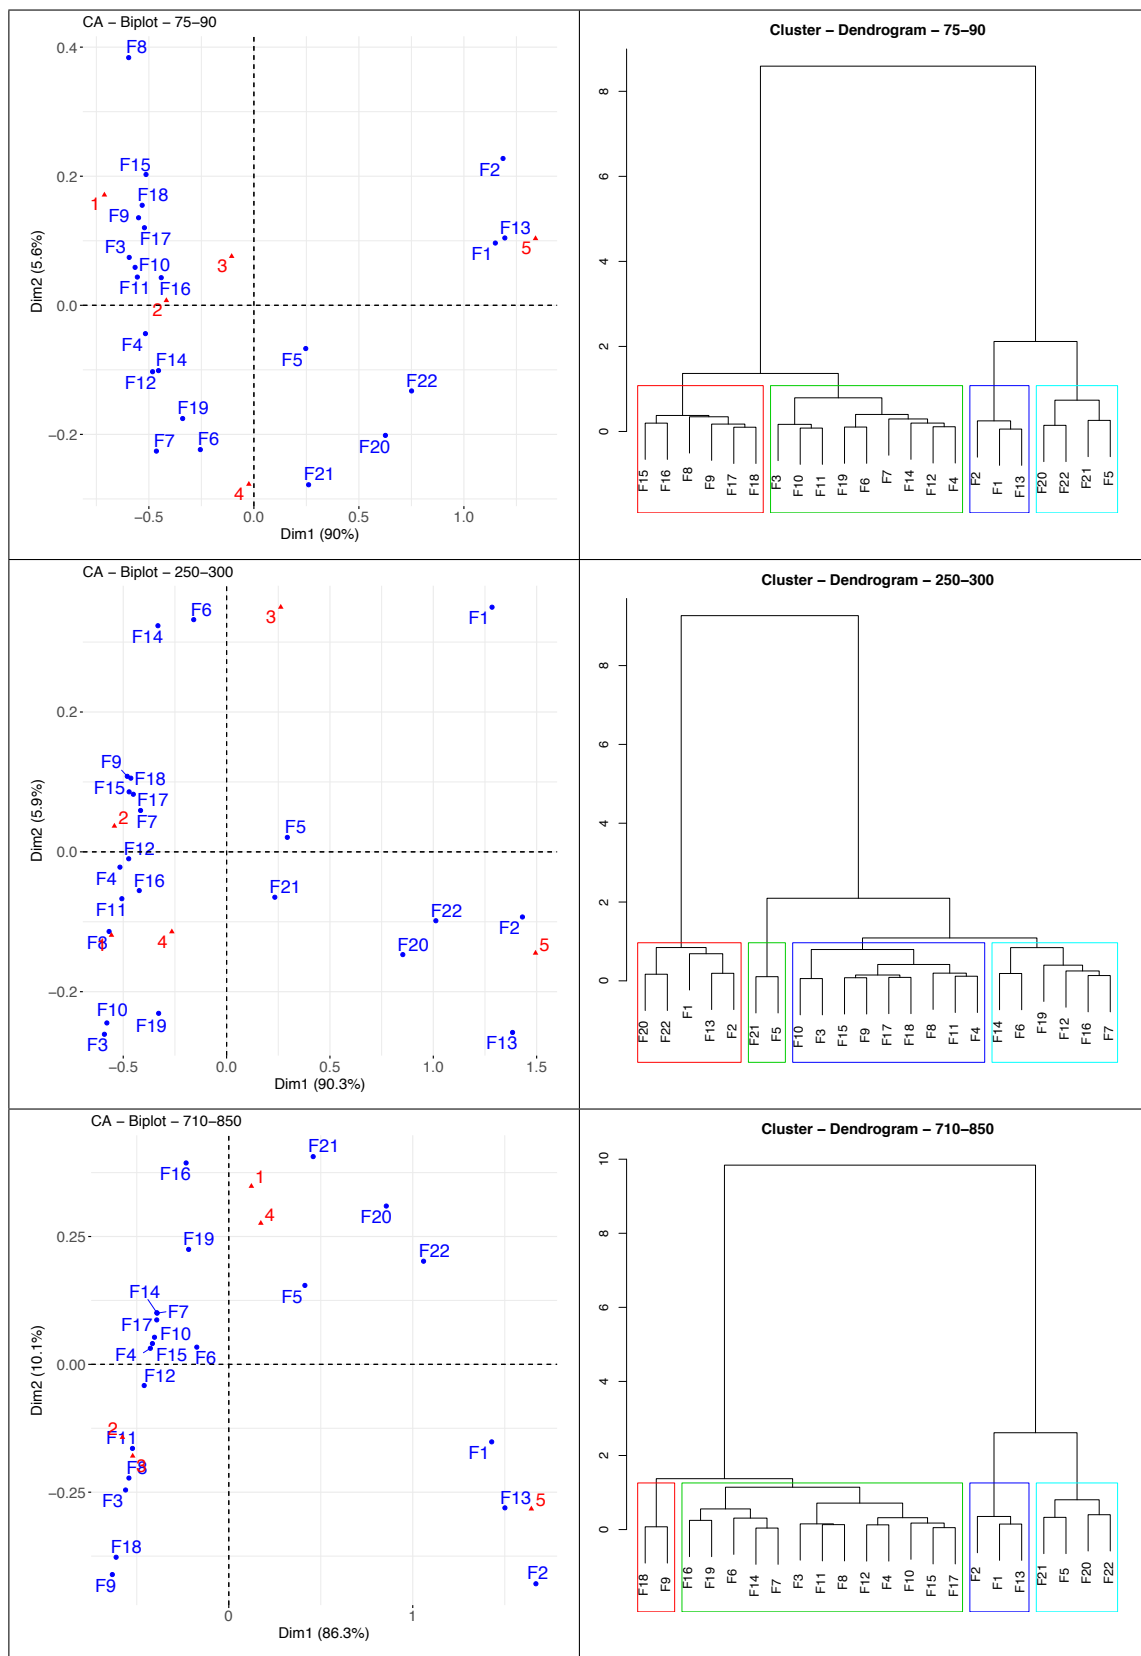 CA − Biplot − 75−90
0.4
F8
F2
0.2
F15
1
F18
F9
F17
F13
F1
5
F3
F10
3
F11
F16
0.0
2
F4
F14
F12
F5
F22
F19
−0.2
F7
F6
F20
F21
4
−0.5
0.0
0.5
1.0
Dim1 (90%)
Dim2 (5.6%)
Cluster − Dendrogram − 75−90
8
6
4
2
0
F15
F16
F8
F9
F17
F18
F3
F10
F11
F19
F6
F7
F14
F12
F4
F2
F1
F13
F20
F22
F21
F5
CA − Biplot − 250−300
F6
3
F1
F14
0.2
F9
F18
F15
F17
2
F7
F5
0.0
F12
F4
F16
F21
F11
F22
F2
F8
1
4
F20
5
−0.2
F10
F3
F19
F13
−0.5
0.0
0.5
1.0
1.5
Dim1 (90.3%)
Dim2 (5.9%)
Cluster − Dendrogram − 250−300
8
6
4
2
0
F20
F22
F1
F13
F2
F21
F5
F10
F3
F15
F9
F17
F18
F8
F11
F4
F14
F6
F19
F12
F16
F7
CA − Biplot − 710−850
F21
F16
1
4
F20
0.25
F19
F22
F14
F7
F5
F17
F10
F4
F15
F6
0.00
F12
2
F11
F1
F8
3
−0.25
F3
F13
5
F18
F9
F2
0
1
Dim1 (86.3%)
Dim2 (10.1%)
Cluster − Dendrogram − 710−850
10
8
6
4
2
0
F18
F9
F16
F19
F6
F14
F7
F3
F11
F8
F12
F4
F10
F15
F17
F2
F1
F13
F21
F5
F20
F22